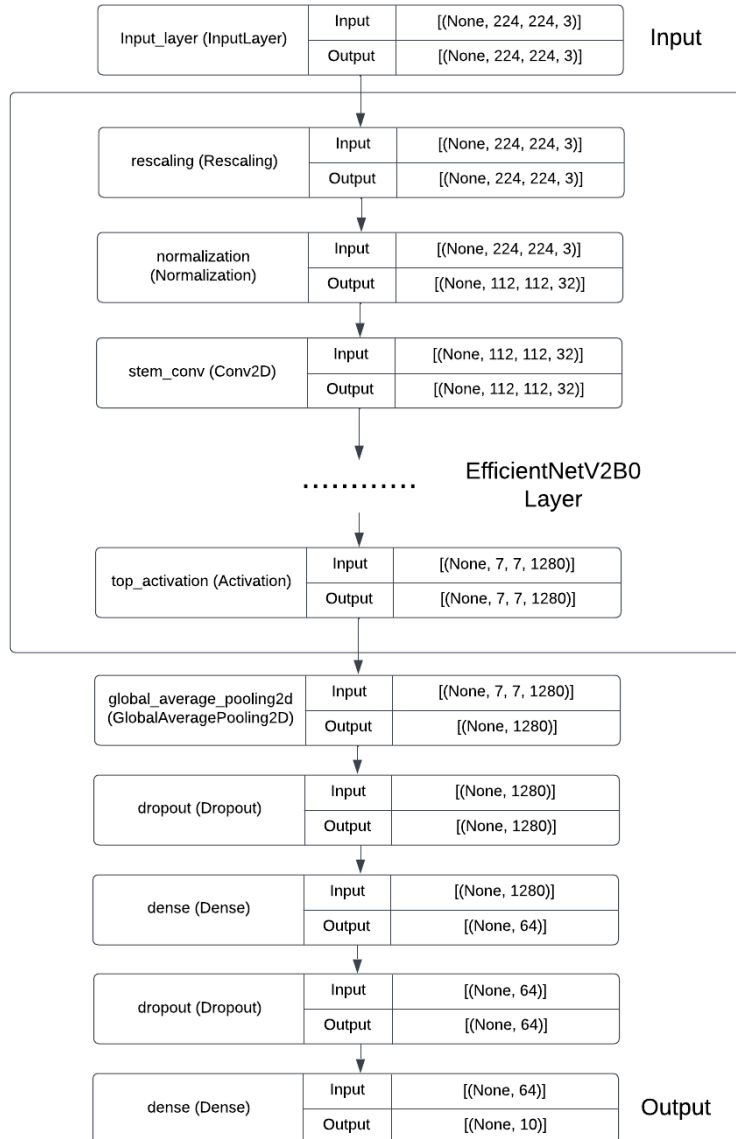 Input_layer (InputLayer)
Input
[(None, 224, 224, 3)]
Output
[(None, 224, 224, 3)]
Input
rescaling (Rescaling)
Input
[(None, 224, 224, 3)]
Output
[(None, 224, 224, 3)]
normalization
(Normalization)
Input
[(None, 224, 224, 3)]
Output
[(None, 112, 112, 32)]
stem_conv (Conv2D)
Input
[(None, 112, 112, 32)]
Output
[(None, 112, 112, 32)]
............
EfficientNetV2B0
Layer
top_activation (Activation)
Input
[(None, 7, 7, 1280)]
Output
[(None, 7, 7, 1280)]
global_average_pooling2d
(GlobalAveragePooling2D)
Input
[(None, 7, 7, 1280)]
Output
[(None, 1280)]
dropout (Dropout)
Input
[(None, 1280)]
Output
[(None, 1280)]
dense (Dense)
Input
[(None, 1280)]
Output
[(None, 64)]
dropout (Dropout)
Input
[(None, 64)]
Output
[(None, 64)]
dense (Dense)
Input
[(None, 64)]
Output
[(None, 10)]
Output